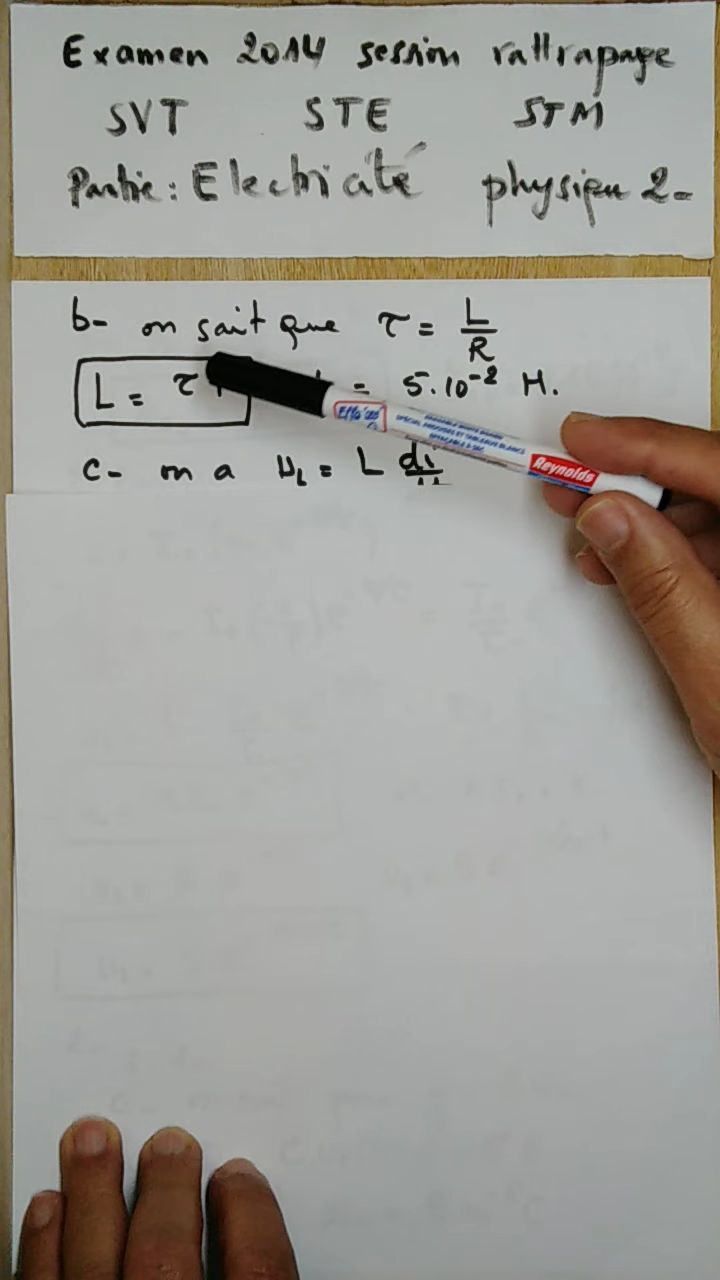 Examen 2014 session rattrapage
SVT STE STM
Partie : Electricité physique 2-
b- on sait que τ = L/R
L = τ = 5.10⁻² H.
c- on a u_L = L di
Reynolds